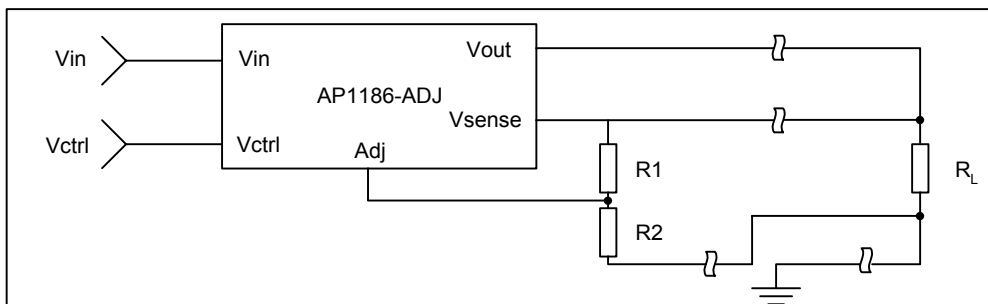 Vin
Vin
Vout
AP1186-ADJ
Vsense
Vctrl
Vctrl
Adj
R1
RL
R2